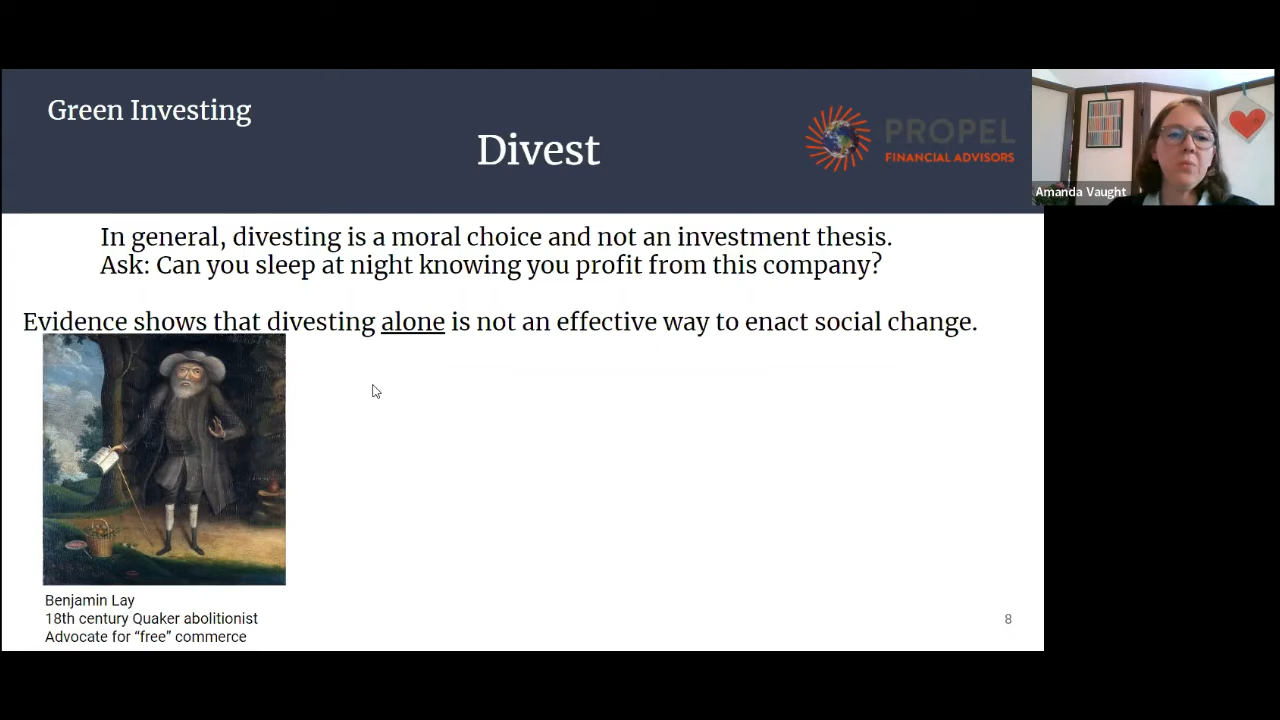 Green Investing
Divest
PROPEL
FINANCIAL ADVISORS
Amanda Vaught
In general, divesting is a moral choice and not an investment thesis.
Ask: Can you sleep at night knowing you profit from this company?
Evidence shows that divesting alone is not an effective way to enact social change.
Benjamin Lay
18th century Quaker abolitionist
Advocate for “free” commerce
8